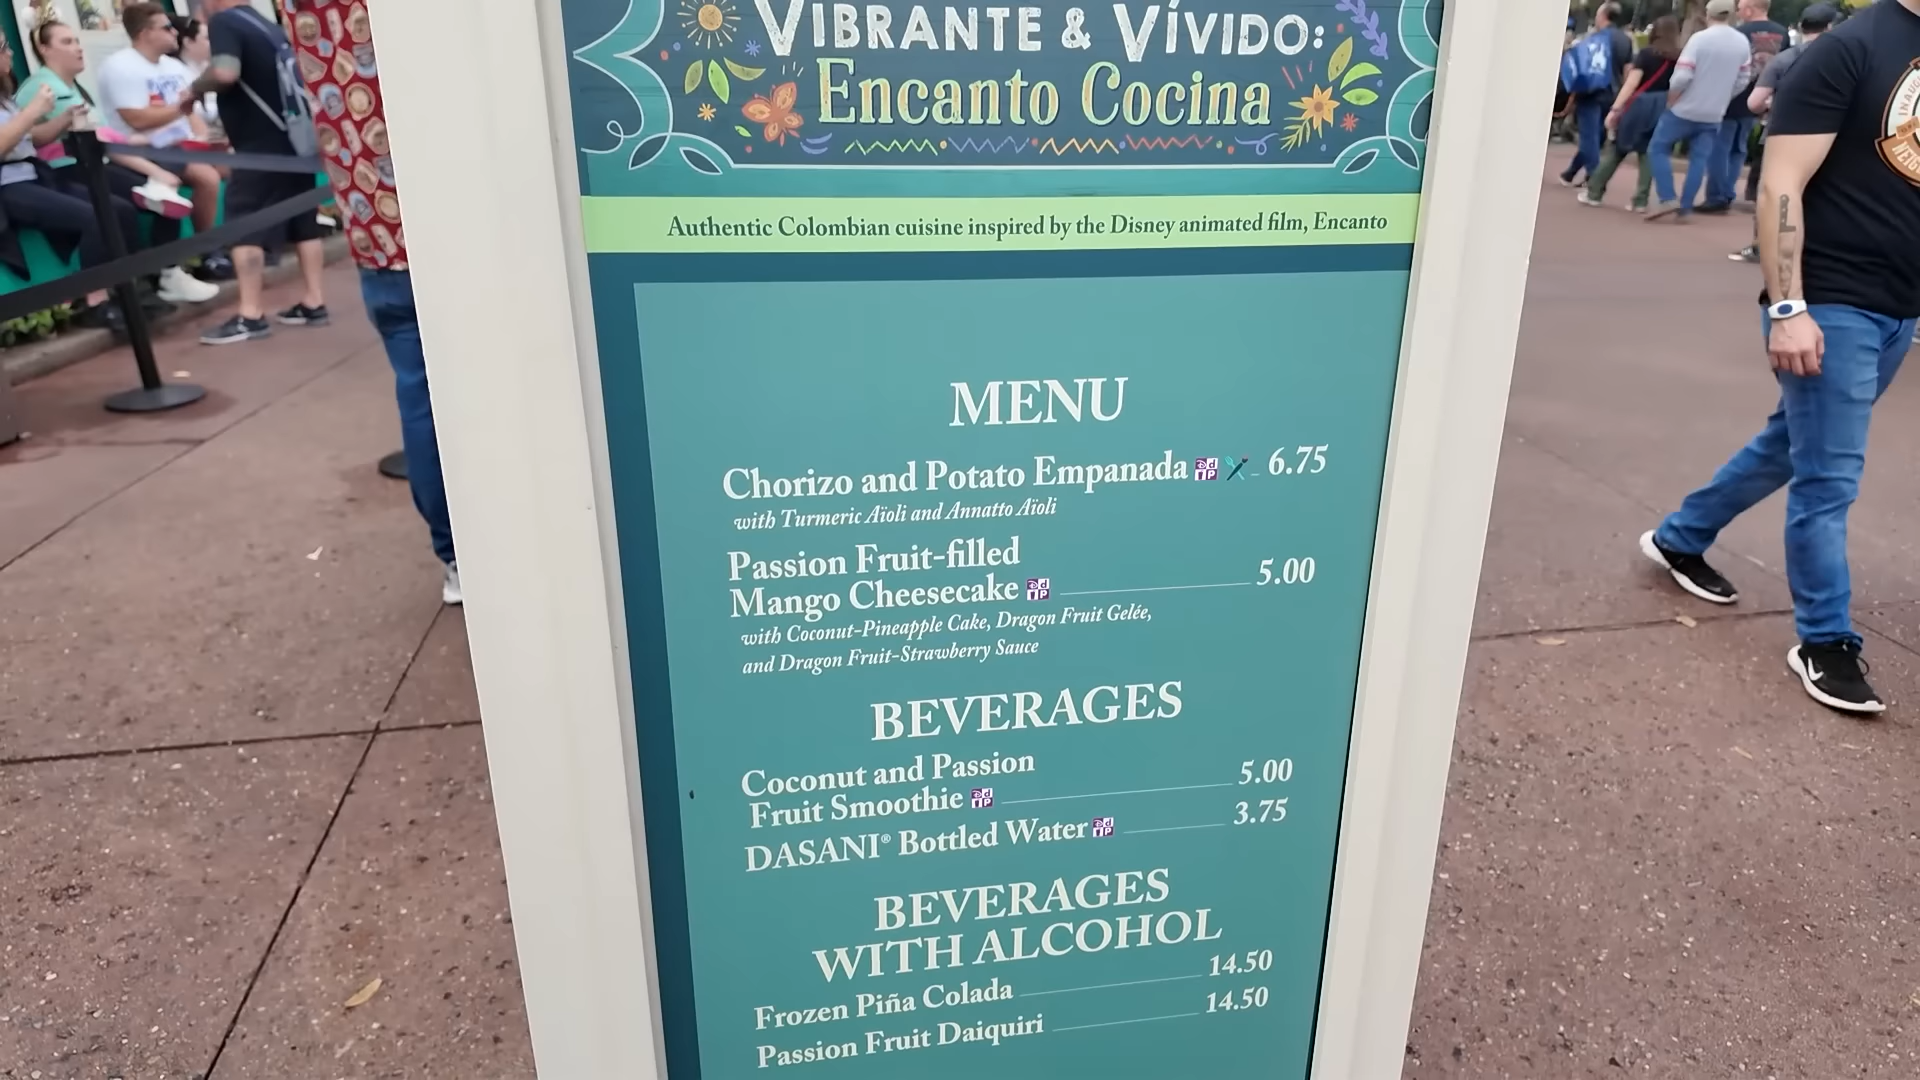 VIBRANTE & VÍVIDO:
Encanto Cocina
Authentic Colombian cuisine inspired by the Disney animated film, Encanto
MENU
Chorizo and Potato Empanada 6.75
with Turmeric Aïoli and Annatto Aïoli
Passion Fruit-filled
Mango Cheesecake 5.00
with Coconut-Pineapple Cake, Dragon Fruit Gelée,
and Dragon Fruit-Strawberry Sauce
BEVERAGES
Coconut and Passion
Fruit Smoothie 5.00
DASANI® Bottled Water 3.75
BEVERAGES
WITH ALCOHOL
Frozen Piña Colada 14.50
Passion Fruit Daiquiri 14.50